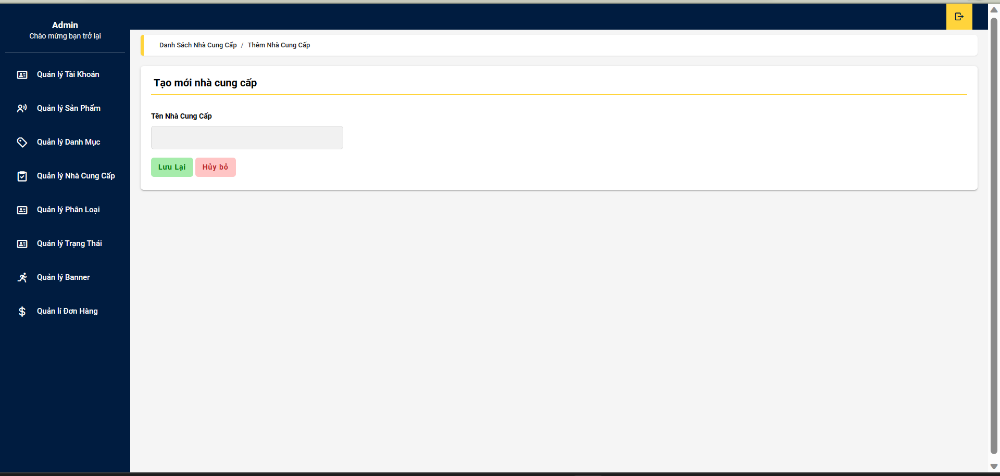 Admin
Chào mừng bạn trở lại
Quản lý Tài Khoản
Quản lý Sản Phẩm
Quản lý Danh Mục
Quản lý Nhà Cung Cấp
Quản lý Phân Loại
Quản lý Trạng Thái
Quản lý Banner
Quản lí Đơn Hàng
Danh Sách Nhà Cung Cấp / Thêm Nhà Cung Cấp
Tạo mới nhà cung cấp
Tên Nhà Cung Cấp
Lưu Lại Hủy bỏ